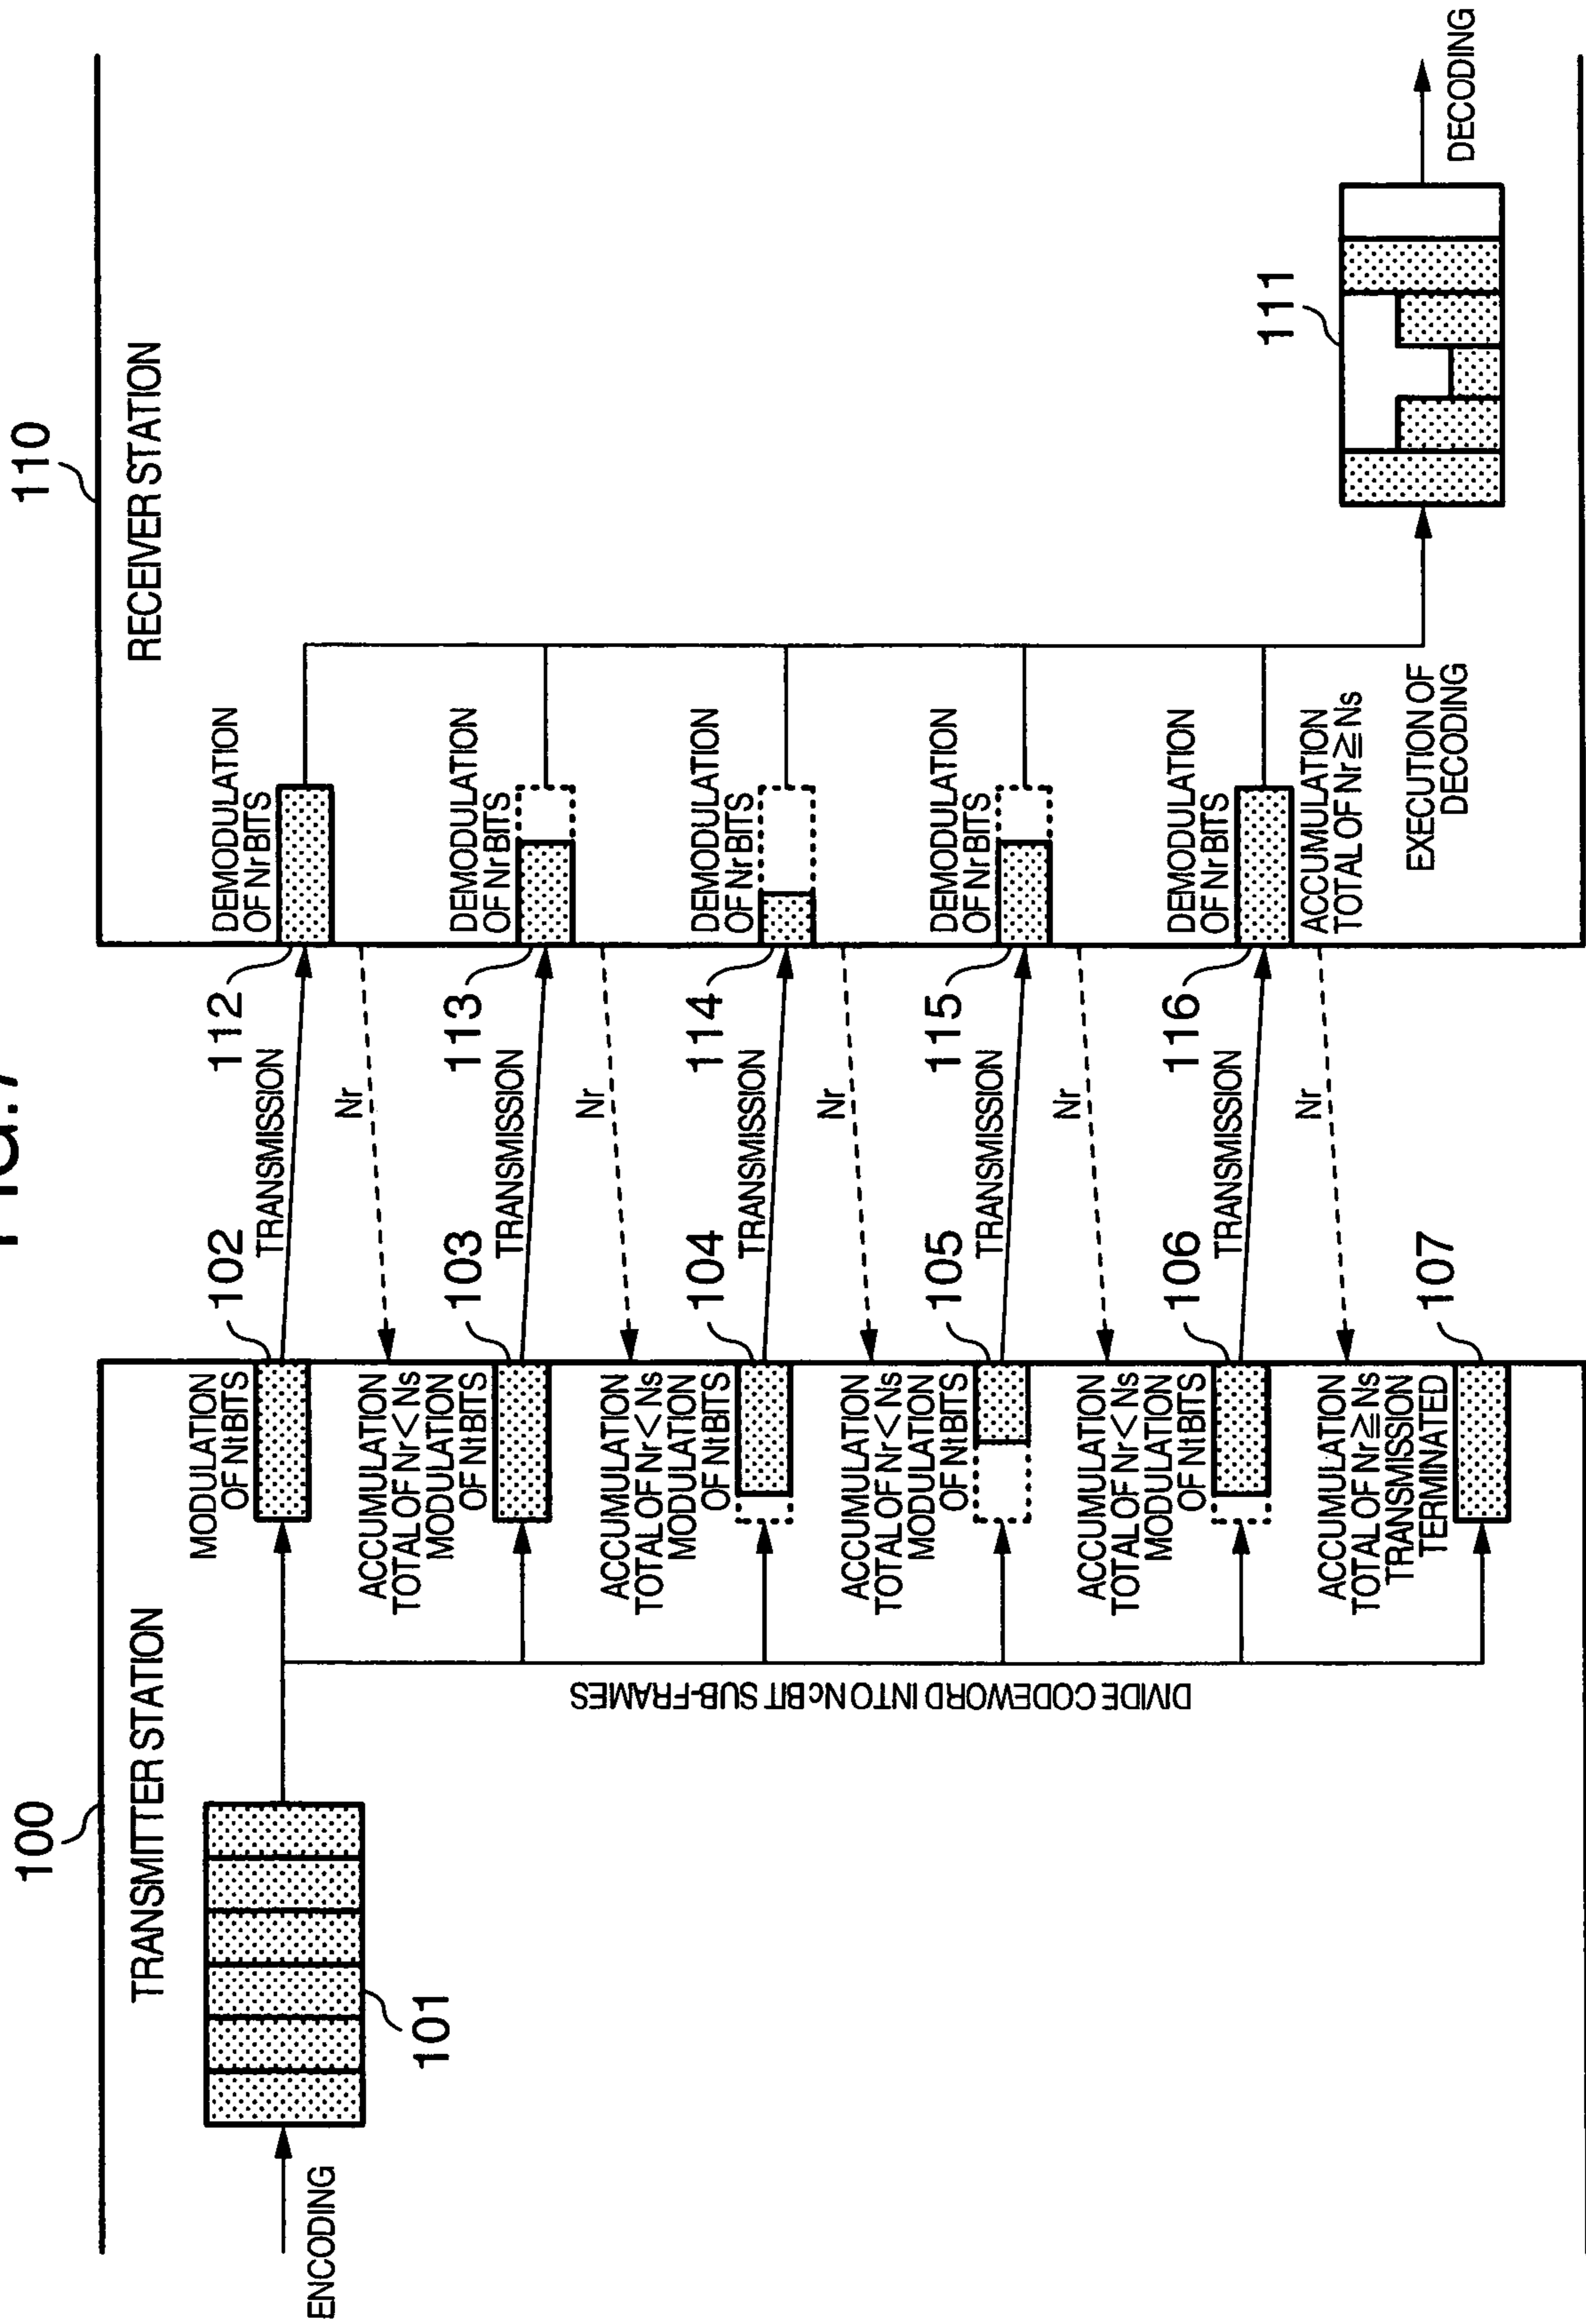 100
110
TRANSMITTER STATION
RECEIVER STATION
ENCODING
101
MODULATION
OF Nt BITS
102
TRANSMISSION
112
DEMODULATION
OF Nr BITS
Nr
ACCUMULATION
TOTAL OF Nr<Ns
MODULATION
OF Nt BITS
103
TRANSMISSION
113
DEMODULATION
OF Nr BITS
Nr
ACCUMULATION
TOTAL OF Nr<Ns
MODULATION
OF Nt BITS
104
TRANSMISSION
114
DEMODULATION
OF Nr BITS
Nr
ACCUMULATION
TOTAL OF Nr<Ns
MODULATION
OF Nt BITS
105
TRANSMISSION
115
DEMODULATION
OF Nr BITS
Nr
ACCUMULATION
TOTAL OF Nr<Ns
MODULATION
OF Nt BITS
106
TRANSMISSION
116
DEMODULATION
OF Nr BITS
Nr
ACCUMULATION
TOTAL OF Nr≧Ns
TRANSMISSION
TERMINATED
107
DIVIDE CODEWORD INTO Nc BIT SUB-FRAMES
ACCUMULATION
TOTAL OF Nr≧Ns
EXECUTION OF
DECODING
111
DECODING